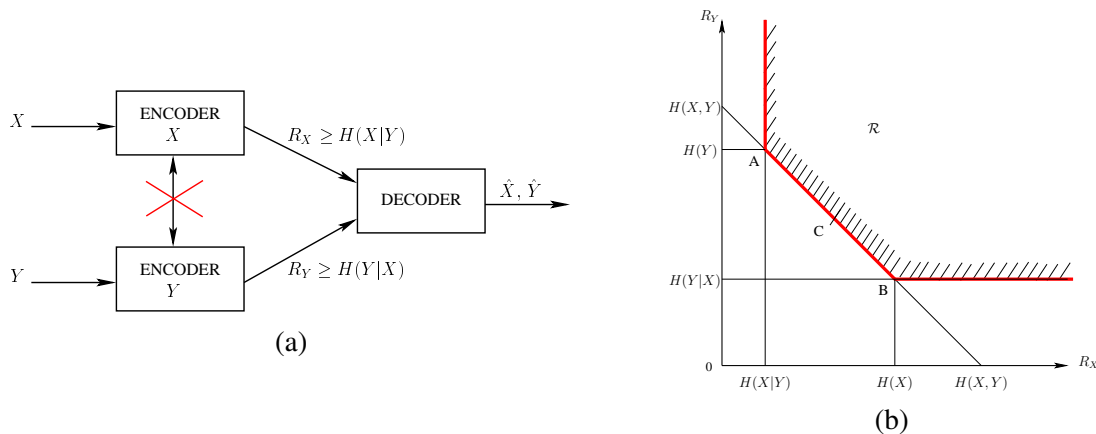 X
ENCODER
X
R_X ≥ H(X|Y)
X̂, Ŷ
DECODER
Y
ENCODER
Y
R_Y ≥ H(Y|X)
(a)
R_Y
H(X,Y)
ℛ
H(Y)
A
C
H(Y|X)
B
0
R_X
H(X|Y)
H(X)
H(X,Y)
(b)